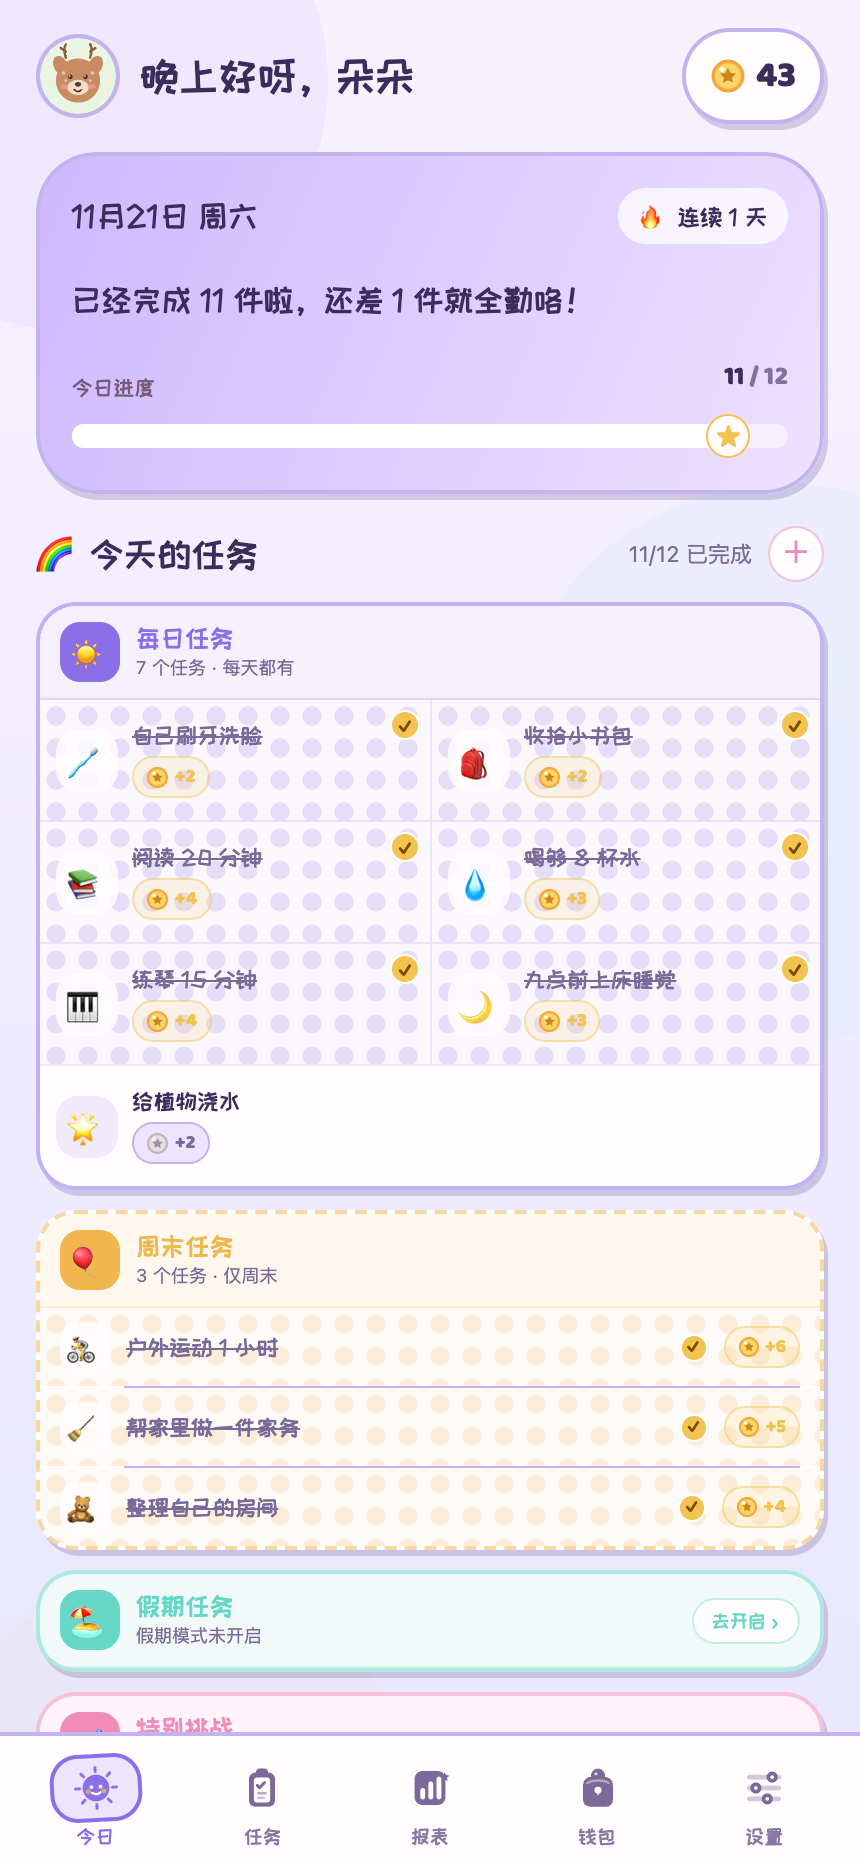 晚上好呀，朵朵
43
11月21日 周六
连续 1 天
已经完成 11 件啦，还差 1 件就全勤咯！
今日进度
11 / 12
今天的任务
11/12 已完成
每日任务
7 个任务 · 每天都有
自己刷牙洗脸
+2
收拾小书包
+2
阅读 20 分钟
+4
喝够 8 杯水
+3
练琴 15 分钟
+4
九点前上床睡觉
+3
给植物浇水
+2
周末任务
3 个任务 · 仅周末
户外运动 1 小时
+6
帮家里做一件家务
+5
整理自己的房间
+4
假期任务
假期模式未开启
去开启 ›
特别挑战
今日
任务
报表
钱包
设置